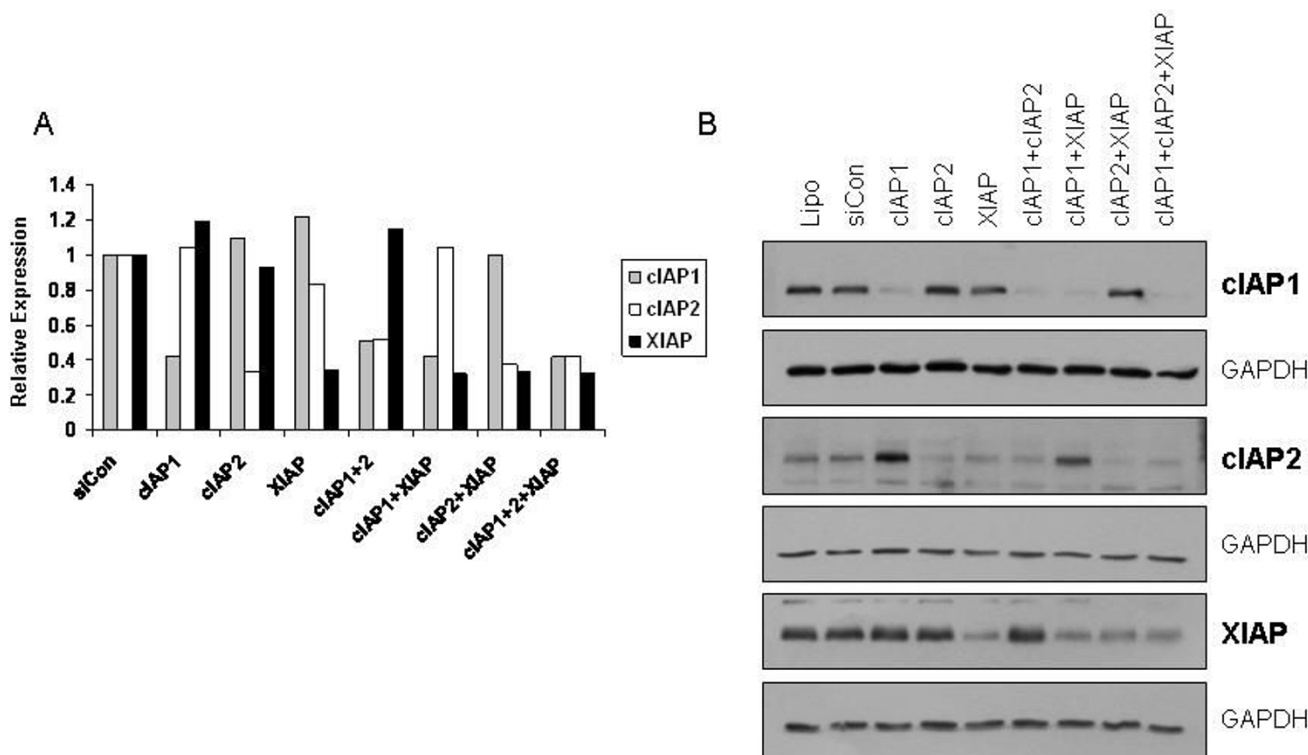 A
1.4
1.2
1
0.8
0.6
0.4
0.2
0
Relative Expression
siCon
cIAP1
cIAP2
XIAP
cIAP1+2
cIAP1+XIAP
cIAP2+XIAP
cIAP1+2+XIAP
cIAP1
cIAP2
XIAP
B
Lipo
siCon
cIAP1
cIAP2
XIAP
cIAP1+cIAP2
cIAP1+XIAP
cIAP2+XIAP
cIAP1+cIAP2+XIAP
cIAP1
GAPDH
cIAP2
GAPDH
XIAP
GAPDH